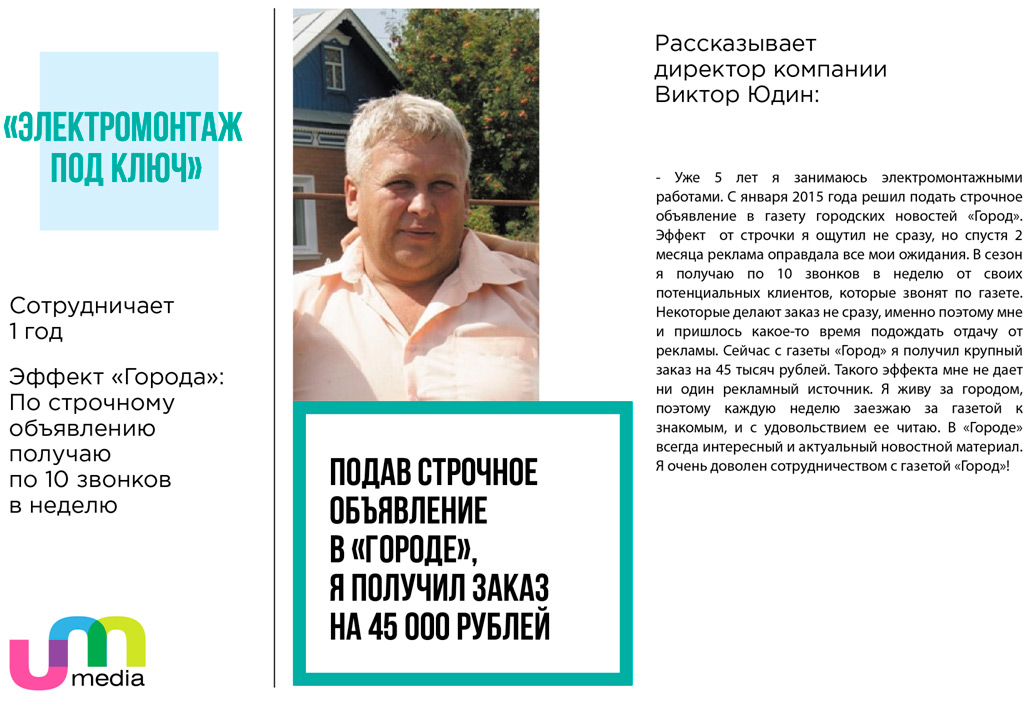 «ЭЛЕКТРОМОНТАЖ
ПОД КЛЮЧ»
Сотрудничает
1 год
Эффект «Города»:
По строчному
объявлению
получаю
по 10 звонков
в неделю
um
media
ПОДАВ СТРОЧНОЕ
ОБЪЯВЛЕНИЕ
В «ГОРОДЕ»,
Я ПОЛУЧИЛ ЗАКАЗ
НА 45 000 РУБЛЕЙ
Рассказывает
директор компании
Виктор Юдин:
- Уже 5 лет я занимаюсь электромонтажными
работами. С января 2015 года решил подать строчное
объявление в газету городских новостей «Город».
Эффект от строчки я ощутил не сразу, но спустя 2
месяца реклама оправдала все мои ожидания. В сезон
я получаю по 10 звонков в неделю от своих
потенциальных клиентов, которые звонят по газете.
Некоторые делают заказ не сразу, именно поэтому мне
и пришлось какое-то время подождать отдачу от
рекламы. Сейчас с газеты «Город» я получил крупный
заказ на 45 тысяч рублей. Такого эффекта мне не дает
ни один рекламный источник. Я живу за городом,
поэтому каждую неделю заезжаю за газетой к
знакомым, и с удовольствием ее читаю. В «Городе»
всегда интересный и актуальный новостной материал.
Я очень доволен сотрудничеством с газетой «Город»!